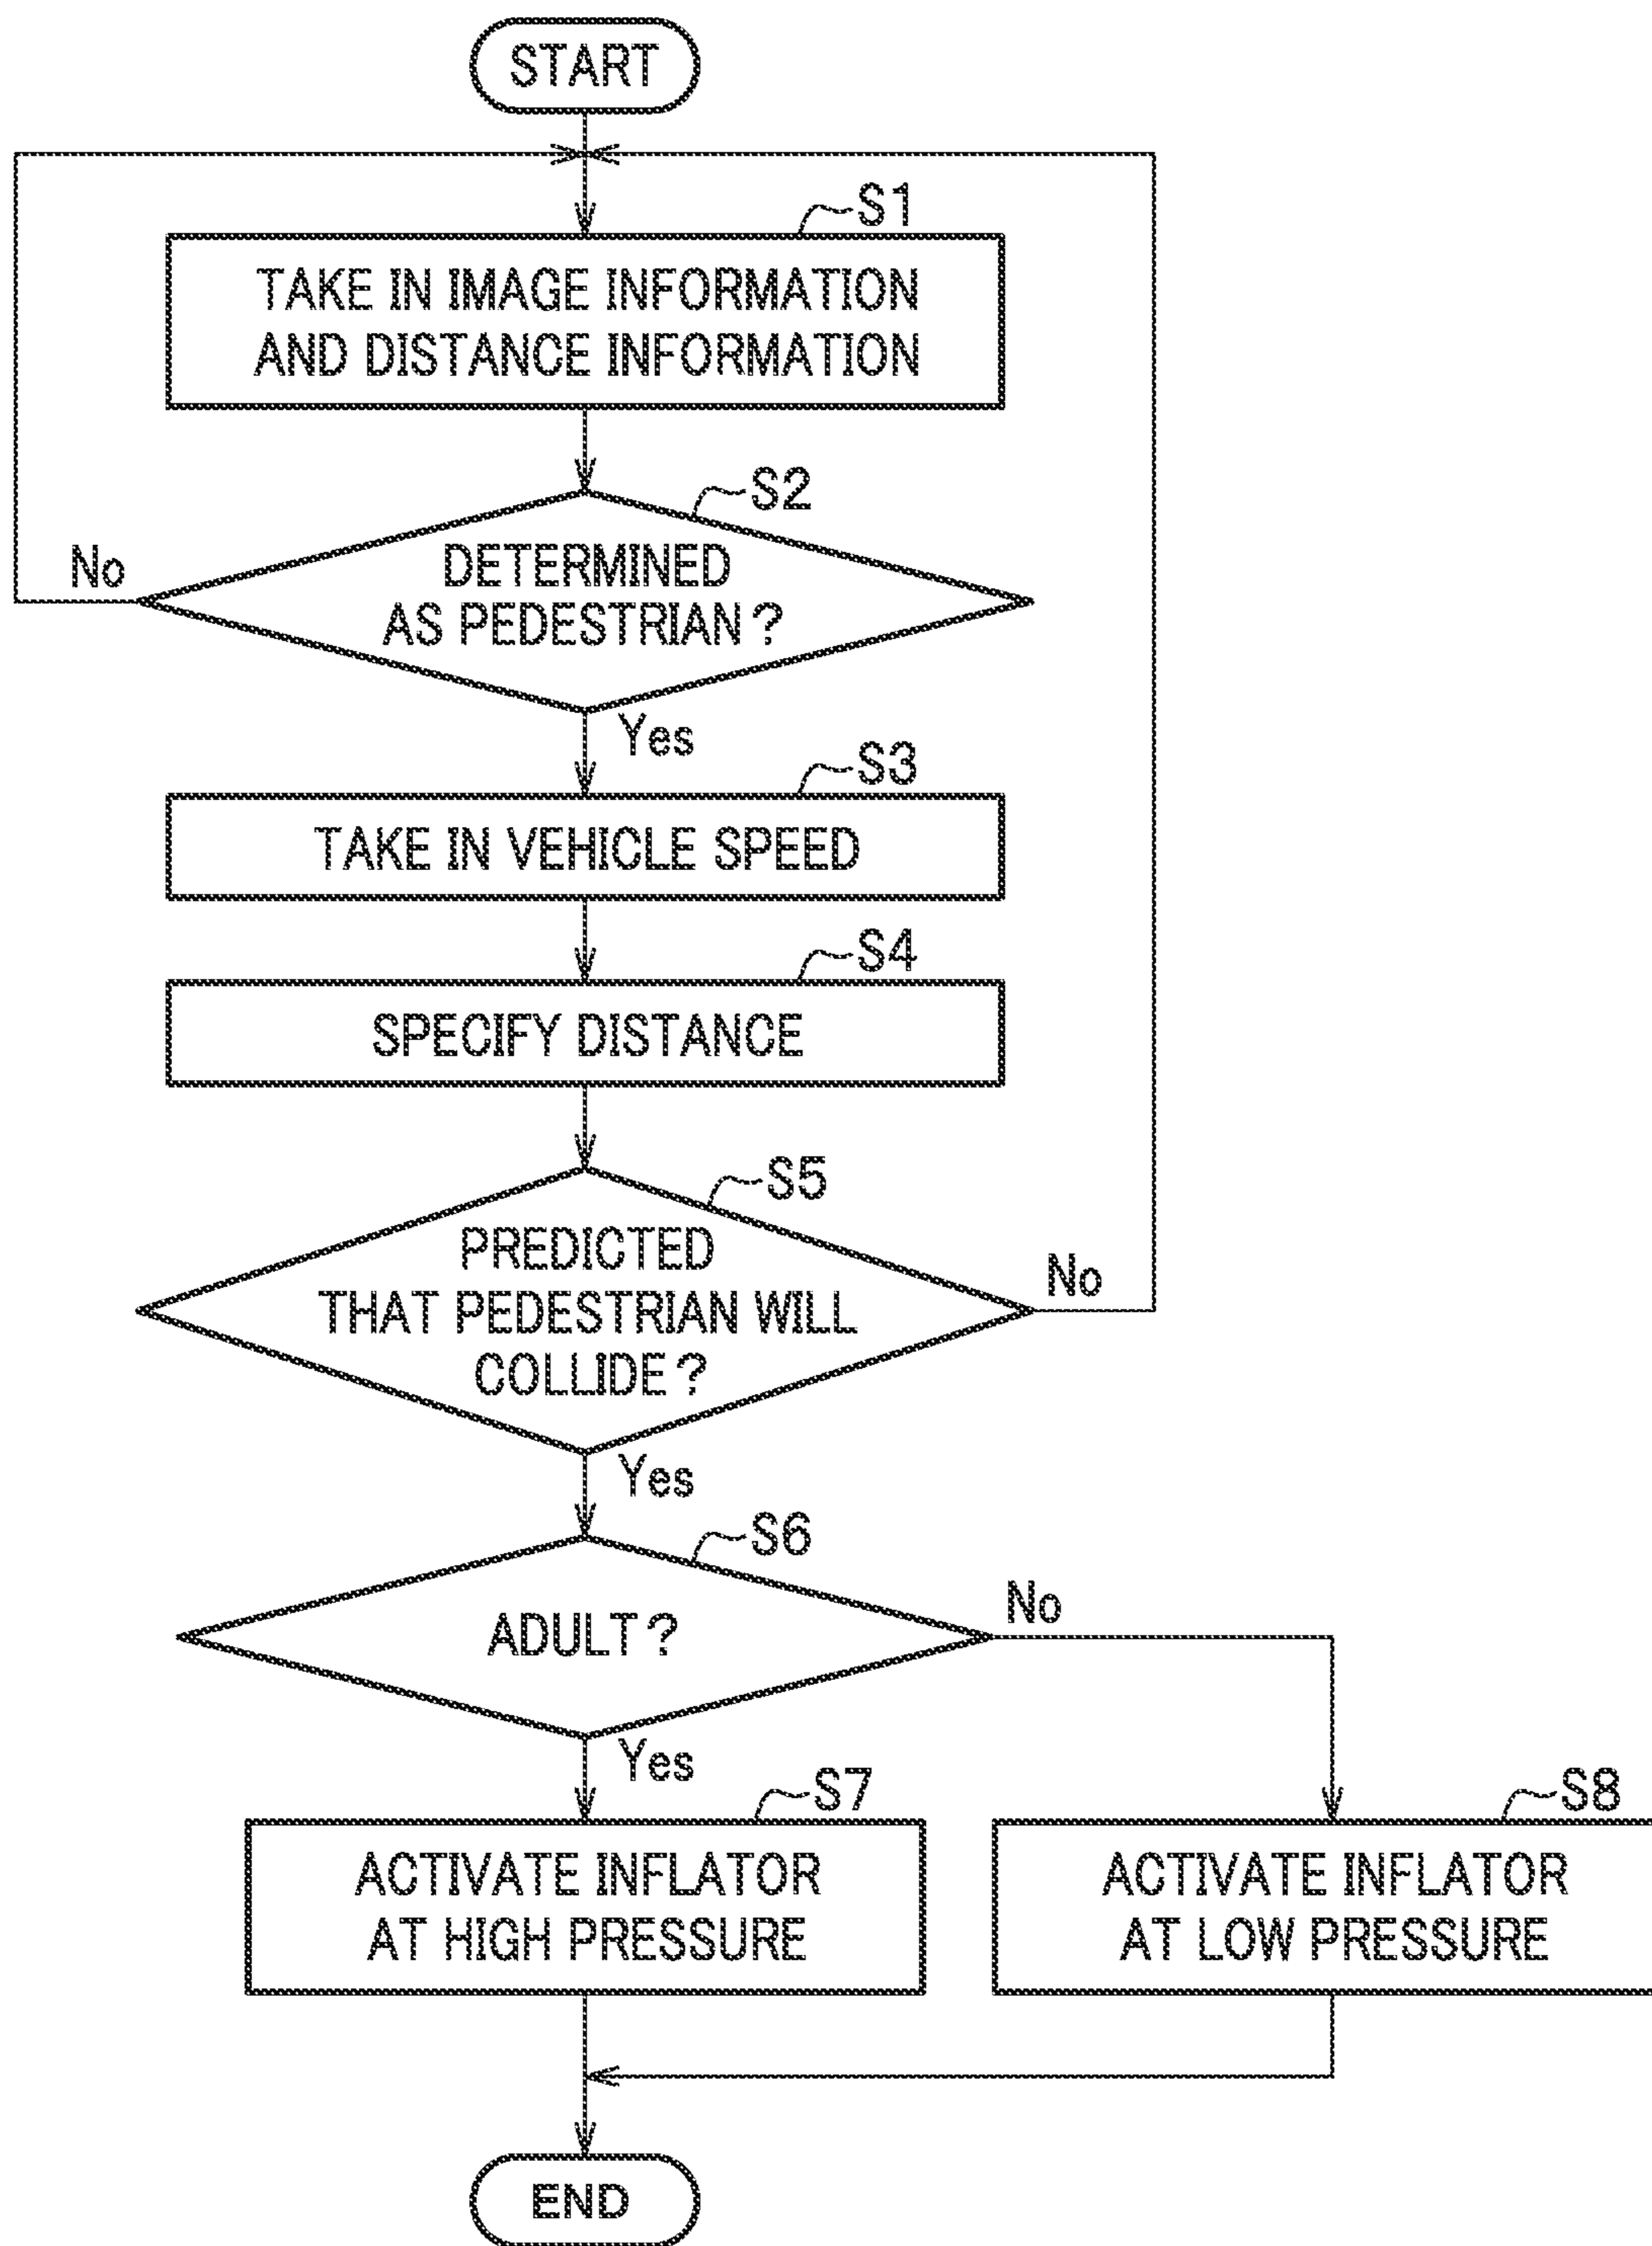 START
S1
TAKE IN IMAGE INFORMATION
AND DISTANCE INFORMATION
S2
DETERMINED
AS PEDESTRIAN?
No
Yes
S3
TAKE IN VEHICLE SPEED
S4
SPECIFY DISTANCE
S5
PREDICTED
THAT PEDESTRIAN WILL
COLLIDE?
No
Yes
S6
ADULT?
No
Yes
S7
ACTIVATE INFLATOR
AT HIGH PRESSURE
S8
ACTIVATE INFLATOR
AT LOW PRESSURE
END